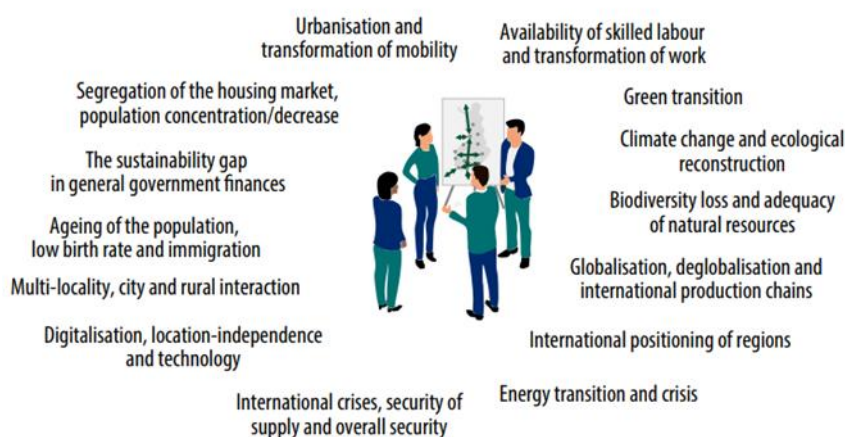 Urbanisation and
transformation of mobility
Availability of skilled labour
and transformation of work
Segregation of the housing market,
population concentration/decrease
Green transition
The sustainability gap
in general government finances
Climate change and ecological
reconstruction
Ageing of the population,
low birth rate and immigration
Biodiversity loss and adequacy
of natural resources
Multi-locality, city and rural interaction
Globalisation, deglobalisation and
international production chains
Digitalisation, location-independence
and technology
International positioning of regions
International crises, security of
supply and overall security
Energy transition and crisis